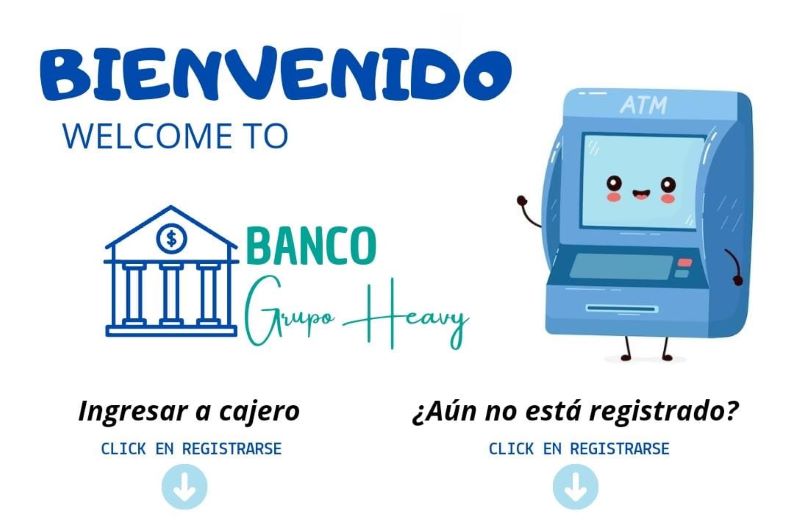 BIENVENIDO
WELCOME TO
ATM
$
BANCO
Grupo Heavy
Ingresar a cajero
¿Aún no está registrado?
CLICK EN REGISTRARSE
CLICK EN REGISTRARSE